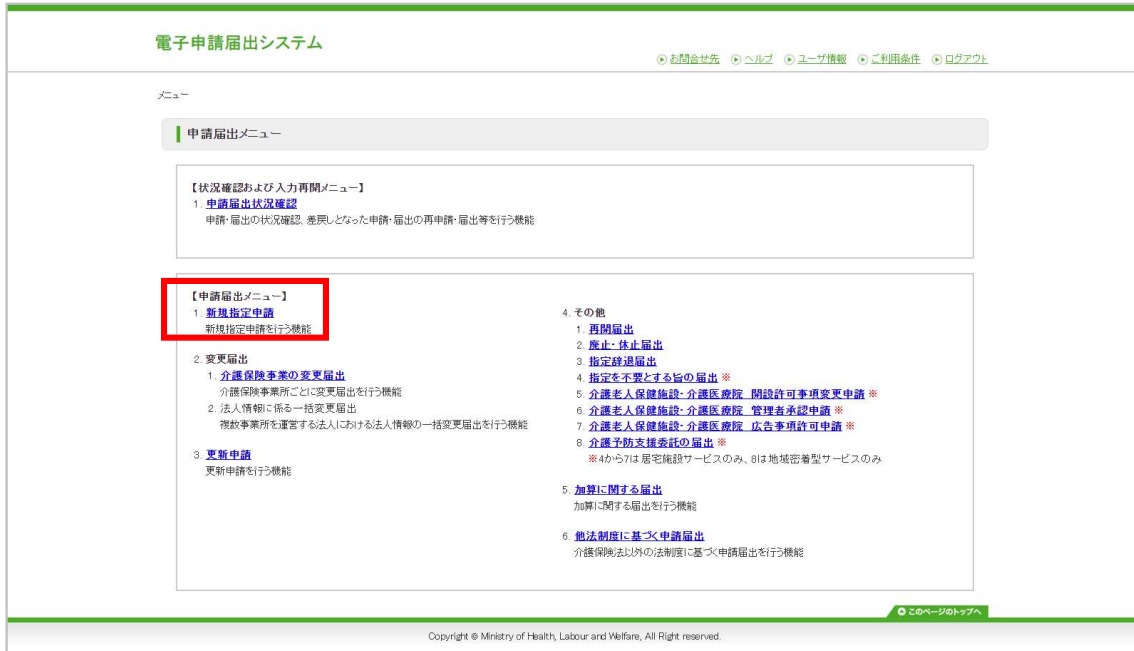 電子申請届出システム
お問合せ先 ヘルプ ユーザ情報 ご利用条件 ログアウト
メニュー
申請届出メニュー
【状況確認および入力再開メニュー】
1. 申請届出状況確認
申請・届出の状況確認、差戻しとなった申請・届出の再申請・届出等を行う機能
【申請届出メニュー】
1. 新規指定申請
新規指定申請を行う機能
2. 変更届出
1. 介護保険事業の変更届出
介護保険事業所ごとに変更届出を行う機能
2. 法人情報に係る一括変更届出
複数事業所を運営する法人における法人情報の一括変更届出を行う機能
3. 更新申請
更新申請を行う機能
4. その他
1. 再開届出
2. 廃止・休止届出
3. 指定辞退届出
4. 指定を不要とする旨の届出 ※
5. 介護老人保健施設・介護医療院 開設許可事項変更申請 ※
6. 介護老人保健施設・介護医療院 管理者承認申請 ※
7. 介護老人保健施設・介護医療院 広告事項許可申請 ※
8. 介護予防支援委託の届出 ※
※4から7は居宅施設サービスのみ、8は地域密着型サービスのみ
5. 加算に関する届出
加算に関する届出を行う機能
6. 他法制度に基づく申請届出
介護保険法以外の法制度に基づく申請届出を行う機能
このページのトップへ
Copyright © Ministry of Health, Labour and Welfare, All Right reserved.